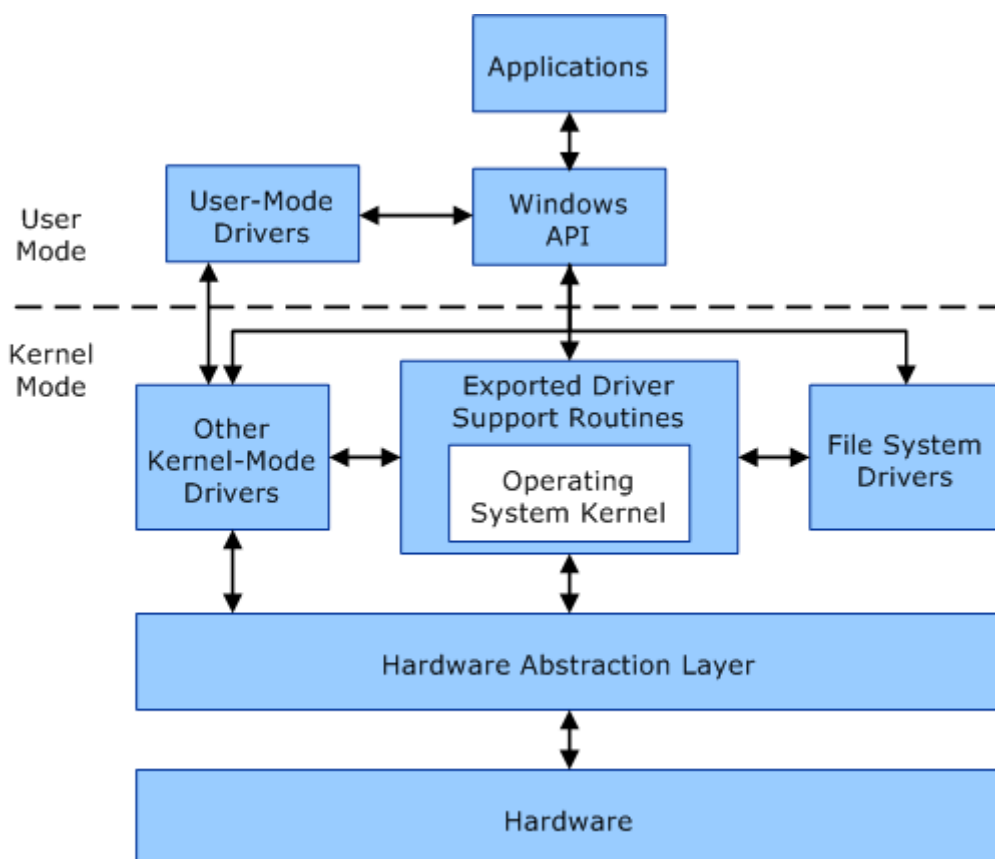 Applications
User-Mode
Drivers
Windows
API
User
Mode
Kernel
Mode
Exported Driver
Support Routines
Other
Kernel-Mode
Drivers
Operating
System Kernel
File System
Drivers
Hardware Abstraction Layer
Hardware